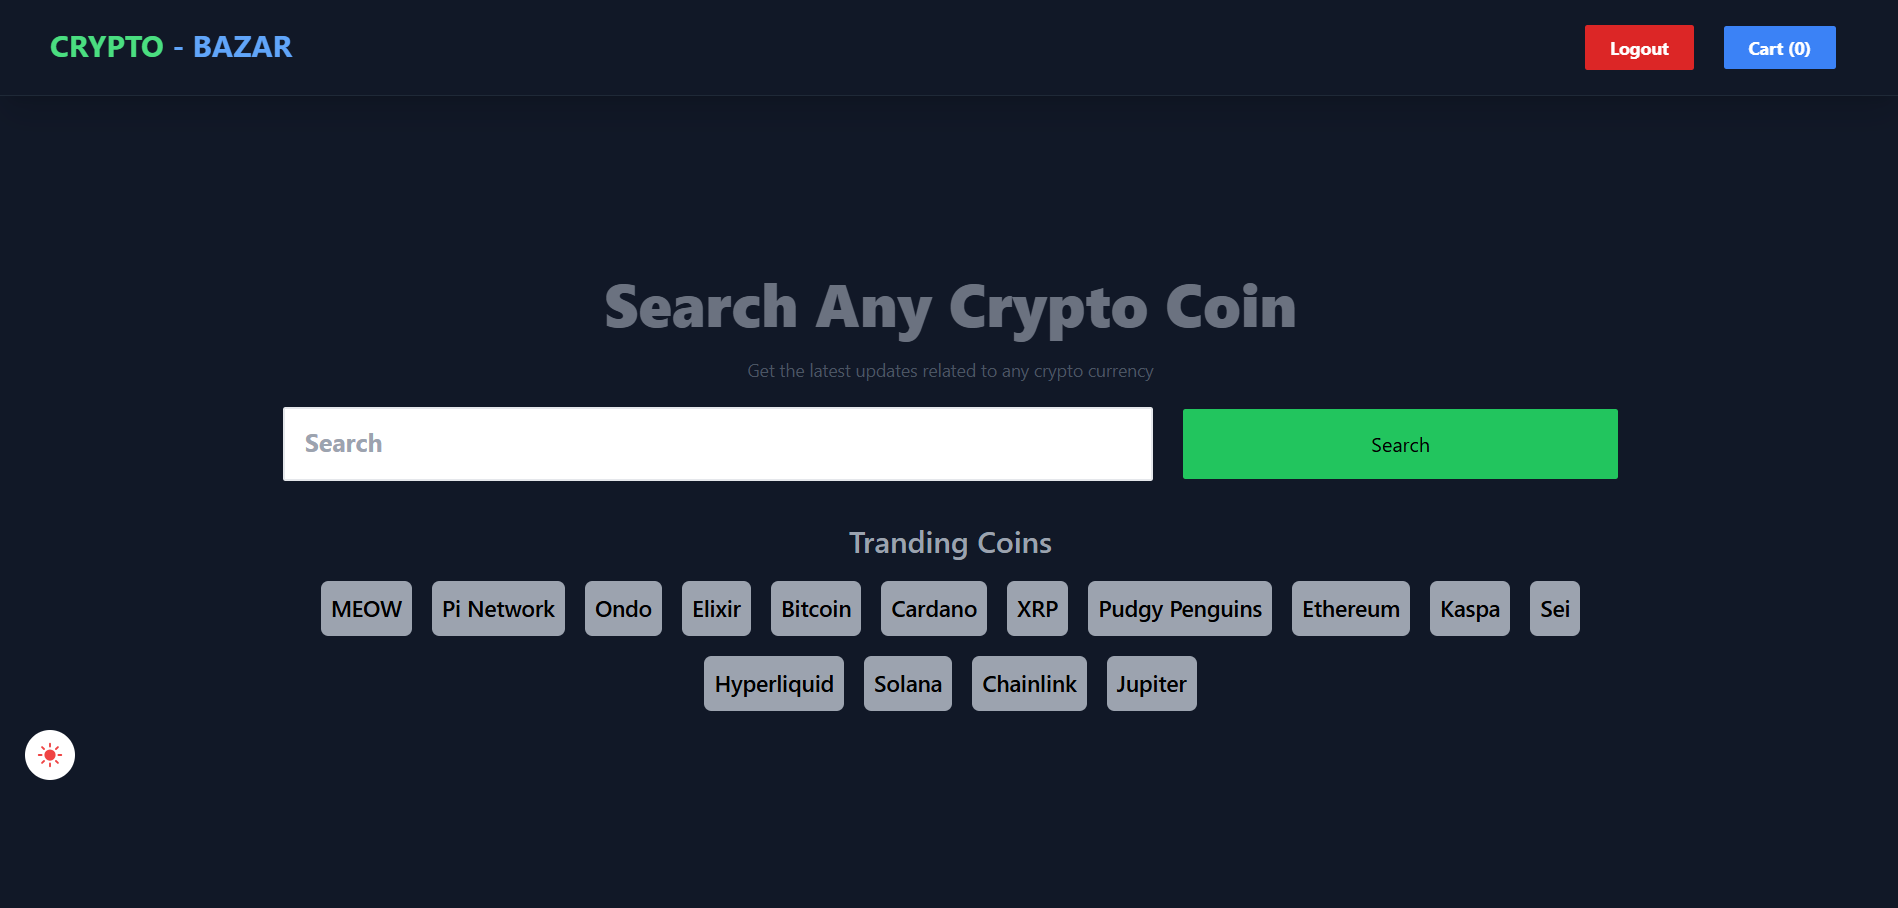 CRYPTO - BAZAR
Logout
Cart (0)
Search Any Crypto Coin
Get the latest updates related to any crypto currency
Search
Search
Tranding Coins
MEOW Pi Network Ondo Elixir Bitcoin Cardano XRP Pudgy Penguins Ethereum Kaspa Sei
Hyperliquid Solana Chainlink Jupiter